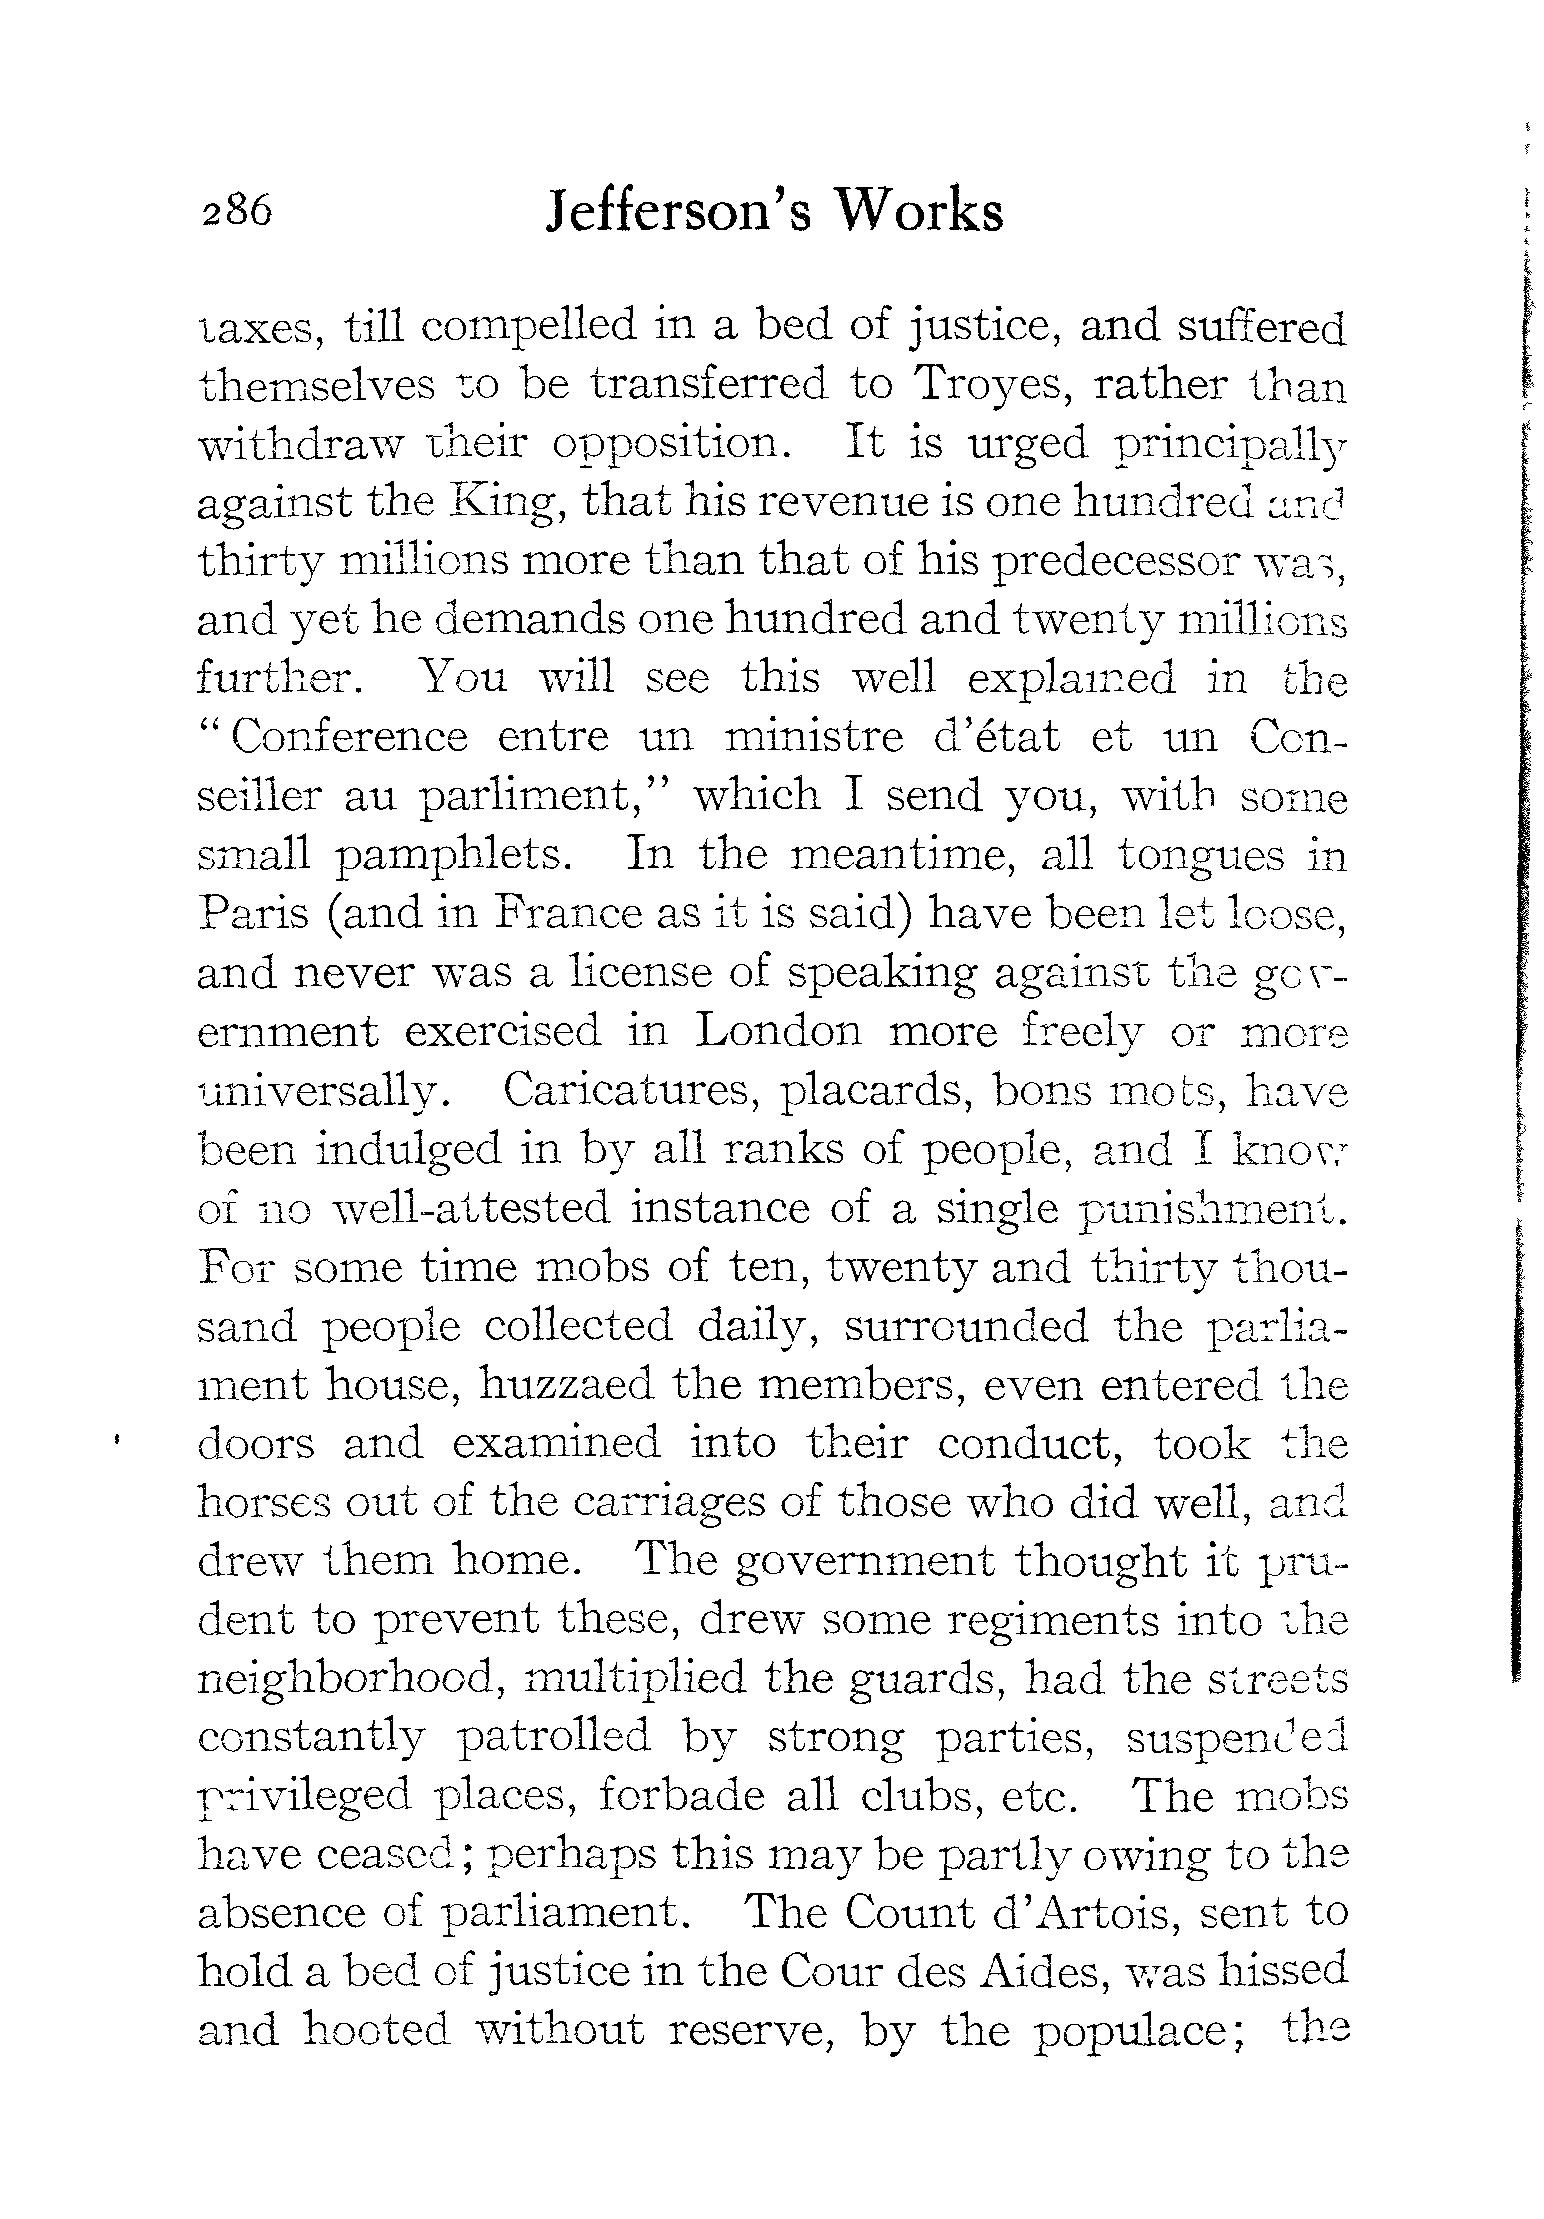 286 Jefferson's Works
taxes, till compelled in a bed of justice, and suffered
themselves to be transferred to Troyes, rather than
withdraw their opposition. It is urged principally
against the King, that his revenue is one hundred and
thirty millions more than that of his predecessor was,
and yet he demands one hundred and twenty millions
further. You will see this well explained in the
"Conference entre un ministre d'état et un Con-
seiller au parliment," which I send you, with some
small pamphlets. In the meantime, all tongues in
Paris (and in France as it is said) have been let loose,
and never was a license of speaking against the gov-
ernment exercised in London more freely or more
universally. Caricatures, placards, bons mots, have
been indulged in by all ranks of people, and I know
of no well-attested instance of a single punishment.
For some time mobs of ten, twenty and thirty thou-
sand people collected daily, surrounded the parlia-
ment house, huzzaed the members, even entered the
doors and examined into their conduct, took the
horses out of the carriages of those who did well, and
drew them home. The government thought it pru-
dent to prevent these, drew some regiments into the
neighborhood, multiplied the guards, had the streets
constantly patrolled by strong parties, suspended
privileged places, forbade all clubs, etc. The mobs
have ceased; perhaps this may be partly owing to the
absence of parliament. The Count d'Artois, sent to
hold a bed of justice in the Cour des Aides, was hissed
and hooted without reserve, by the populace; the